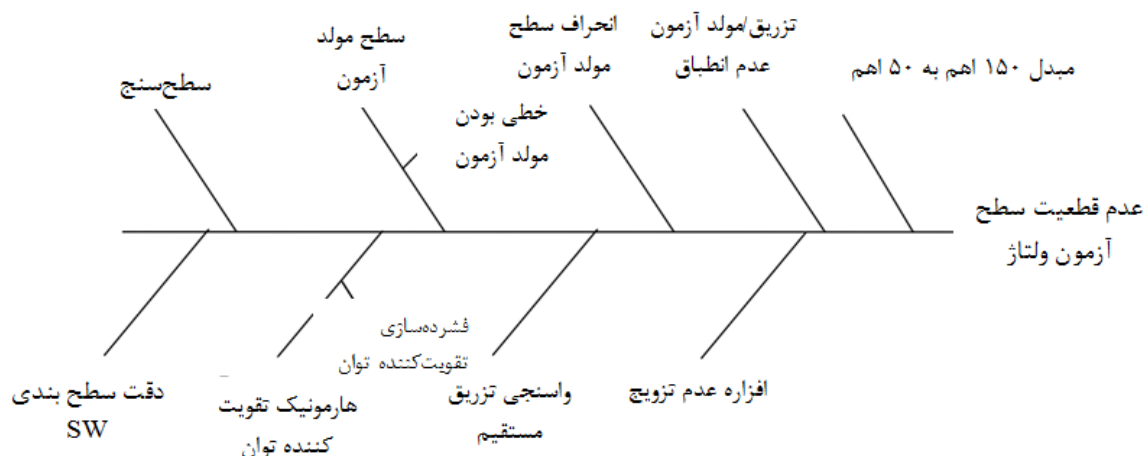 سطح‌سنج
سطح مولد
آزمون
خطی بودن
مولد آزمون
انحراف سطح
مولد آزمون
تزریق/مولد آزمون
عدم انطباق
مبدل ۱۵۰ اهم به ۵۰ اهم
عدم قطعیت سطح
آزمون ولتاژ
دقت سطح بندی
SW
هارمونیک تقویت
کننده توان
فشرده‌سازی
تقویت‌کننده توان
واسنجی تزریق
مستقیم
افزاره عدم تزویج